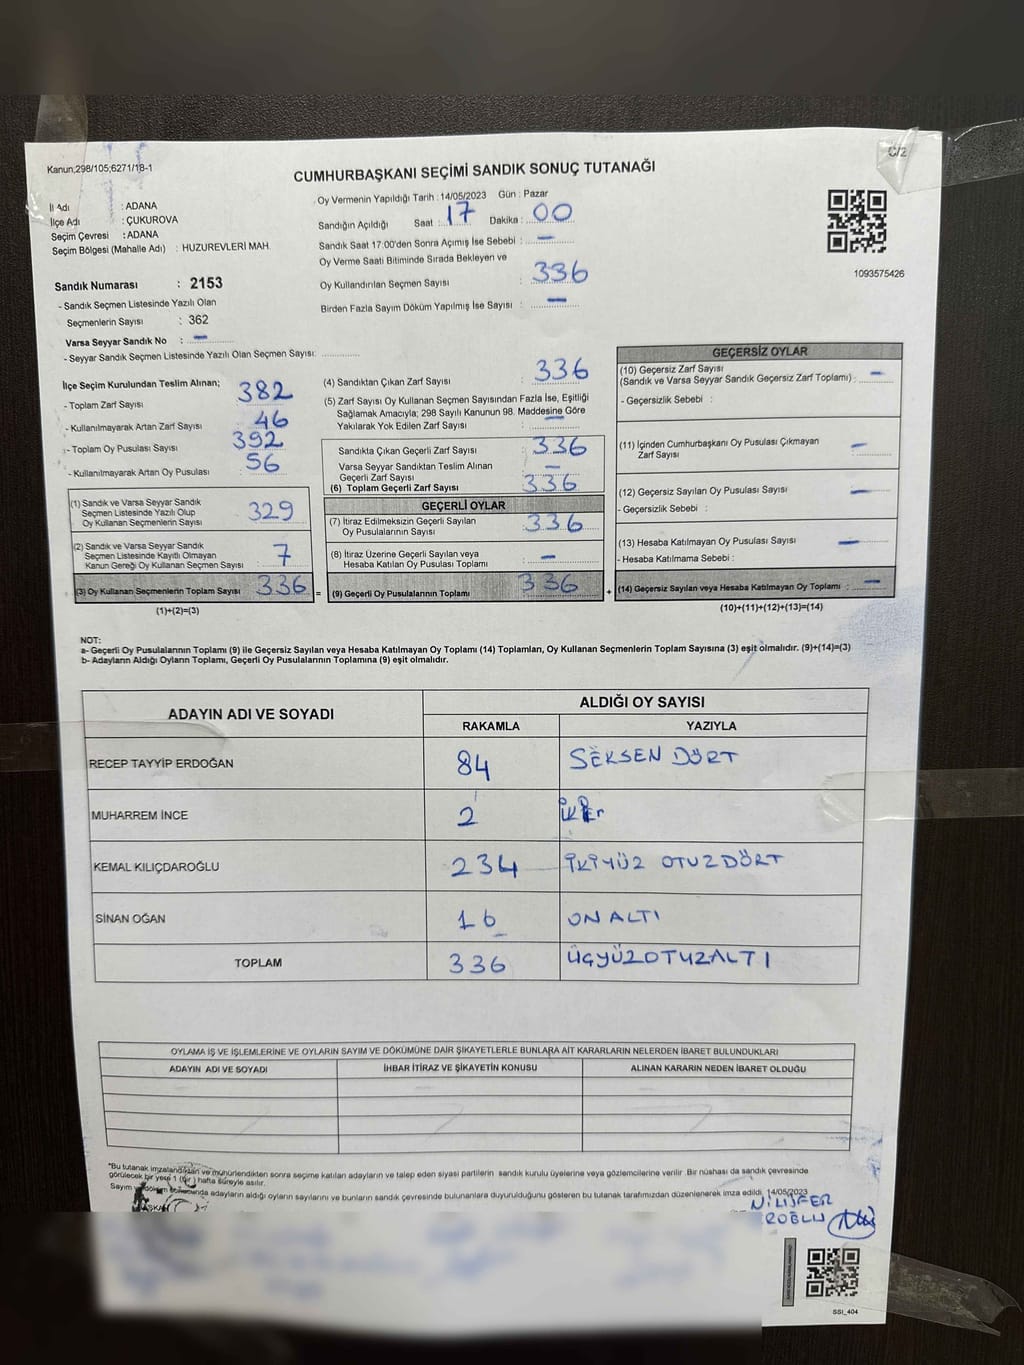 Kanun;298/105;6271/18-1
C/2
CUMHURBAŞKANI SEÇİMİ SANDIK SONUÇ TUTANAĞI
İl Adı : ADANA
İlçe Adı : ÇUKUROVA
Seçim Çevresi : ADANA
Seçim Bölgesi (Mahalle Adı) : HUZUREVLERİ MAH.
Sandık Numarası : 2153
- Sandık Seçmen Listesinde Yazılı Olan
Seçmenlerin Sayısı : 362
Varsa Seyyar Sandık No : —
- Seyyar Sandık Seçmen Listesinde Yazılı Olan Seçmen Sayısı:
Oy Vermenin Yapıldığı Tarih : 14/05/2023 Gün : Pazar
Sandığın Açıldığı Saat : 17 Dakika : 00
Sandık Saat 17:00'den Sonra Açımış İse Sebebi : —
Oy Verme Saati Bitiminde Sırada Bekleyen ve
Oy Kullandırılan Seçmen Sayısı : 336
Birden Fazla Sayım Döküm Yapılmış İse Sayısı : —
1093575426
İlçe Seçim Kurulundan Teslim Alınan;
- Toplam Zarf Sayısı 382
- Kullanılmayarak Artan Zarf Sayısı 46
- Toplam Oy Pusulası Sayısı 392
- Kullanılmayarak Artan Oy Pusulası 56
(1) Sandık ve Varsa Seyyar Sandık
Seçmen Listesinde Yazılı Olup
Oy Kullanan Seçmenlerin Sayısı 329
(2) Sandık ve Varsa Seyyar Sandık
Seçmen Listesinde Kayıtlı Olmayan
Kanun Gereği Oy Kullanan Seçmen Sayısı : 7
(3) Oy Kullanan Seçmenlerin Toplam Sayısı 336 =
(1)+(2)=(3)
(4) Sandıktan Çıkan Zarf Sayısı : 336
(5) Zarf Sayısı Oy Kullanan Seçmen Sayısından Fazla İse, Eşitliği
Sağlamak Amacıyla; 298 Sayılı Kanunun 98. Maddesine Göre
Yakılarak Yok Edilen Zarf Sayısı : —
Sandıkta Çıkan Geçerli Zarf Sayısı : 336
Varsa Seyyar Sandıktan Teslim Alınan
Geçerli Zarf Sayısı : —
(6) Toplam Geçerli Zarf Sayısı 336
GEÇERLİ OYLAR
(7) İtiraz Edilmeksizin Geçerli Sayılan
Oy Pusulalarının Sayısı : 336
(8) İtiraz Üzerine Geçerli Sayılan veya
Hesaba Katılan Oy Pusulası Toplamı : —
(9) Geçerli Oy Pusulalarının Toplamı : 336 +
GEÇERSİZ OYLAR
(10) Geçersiz Zarf Sayısı
(Sandık ve Varsa Seyyar Sandık Geçersiz Zarf Toplamı) : —
- Geçersizlik Sebebi :
(11) İçinden Cumhurbaşkanı Oy Pusulası Çıkmayan
Zarf Sayısı : —
(12) Geçersiz Sayılan Oy Pusulası Sayısı : —
- Geçersizlik Sebebi :
(13) Hesaba Katılmayan Oy Pusulası Sayısı : —
- Hesaba Katılmama Sebebi :
(14) Geçersiz Sayılan veya Hesaba Katılmayan Oy Toplamı : —
(10)+(11)+(12)+(13)=(14)
NOT:
a- Geçerli Oy Pusulalarının Toplamı (9) ile Geçersiz Sayılan veya Hesaba Katılmayan Oy Toplamı (14) Toplamları, Oy Kullanan Seçmenlerin Toplam Sayısına (3) eşit olmalıdır. (9)+(14)=(3)
b- Adayların Aldığı Oyların Toplamı, Geçerli Oy Pusulalarının Toplamına (9) eşit olmalıdır.
ADAYIN ADI VE SOYADI
ALDIĞI OY SAYISI
RAKAMLA YAZIYLA
RECEP TAYYİP ERDOĞAN 84 SEKSEN DÖRT
MUHARREM İNCE 2
KEMAL KILIÇDAROĞLU 234 İKİYÜZ OTUZDÖRT
SİNAN OĞAN 16 ON ALTI
TOPLAM 336 ÜÇYÜZOTUZALTI
OYLAMA İŞ VE İŞLEMLERİNE VE OYLARIN SAYIM VE DÖKÜMÜNE DAİR ŞİKAYETLERLE BUNLARA AİT KARARLARIN NELERDEN İBARET BULUNDUKLARI
ADAYIN ADI VE SOYADI İHBAR İTİRAZ VE ŞİKAYETİN KONUSU ALINAN KARARIN NEDEN İBARET OLDUĞU
"Bu tutanak imzalandıktan ve mühürlendikten sonra seçime katılan adayların ve talep eden siyasi partilerin sandık kurulu üyelerine veya gözlemcilerine verilir. Bir nüshası da sandık çevresinde
görülecek bir yere 1 (bir) hafta süreyle asılır.
Sayım ve döküm sonucunda adayların aldığı oyların sayılarını ve bunların sandık çevresinde bulunanlara duyurulduğunu gösteren bu tutanak tarafımızdan düzenlenerek imza edildi. 14/05/2023
NİLÜFER
ROĞLU
SSI_404